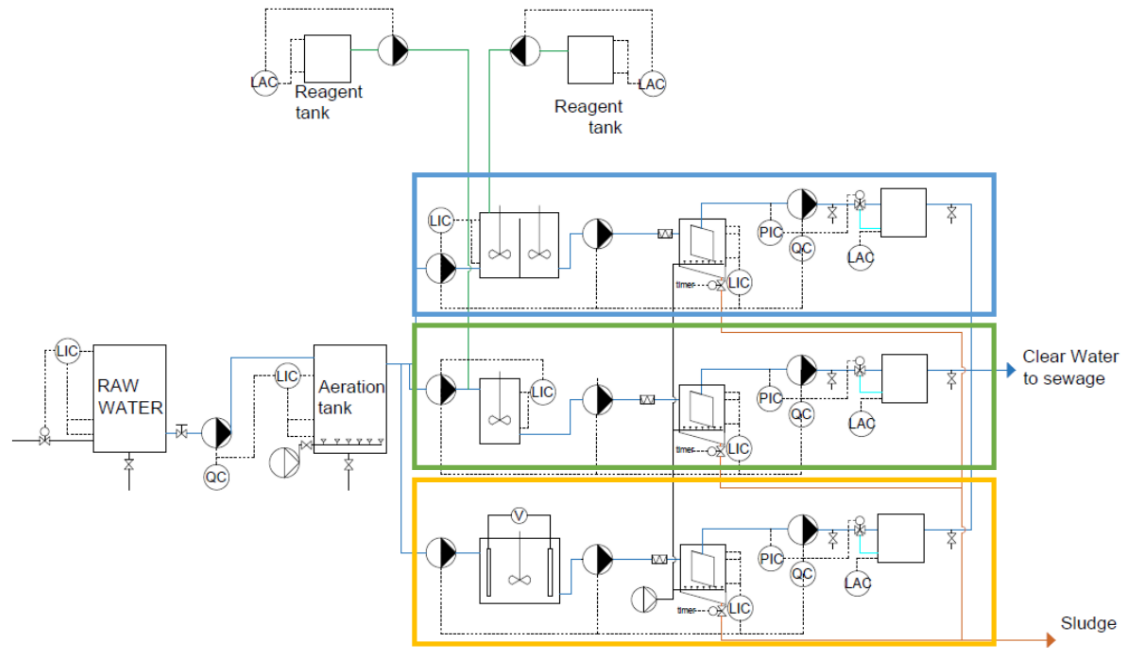 LAC
Reagent
tank
LAC
Reagent
tank
LIC
PIC
QC
LAC
timer
LIC
LIC
RAW
WATER
QC
LIC
Aeration
tank
LIC
PIC
QC
LAC
timer
LIC
Clear Water
to sewage
V
PIC
QC
LAC
timer
LIC
Sludge